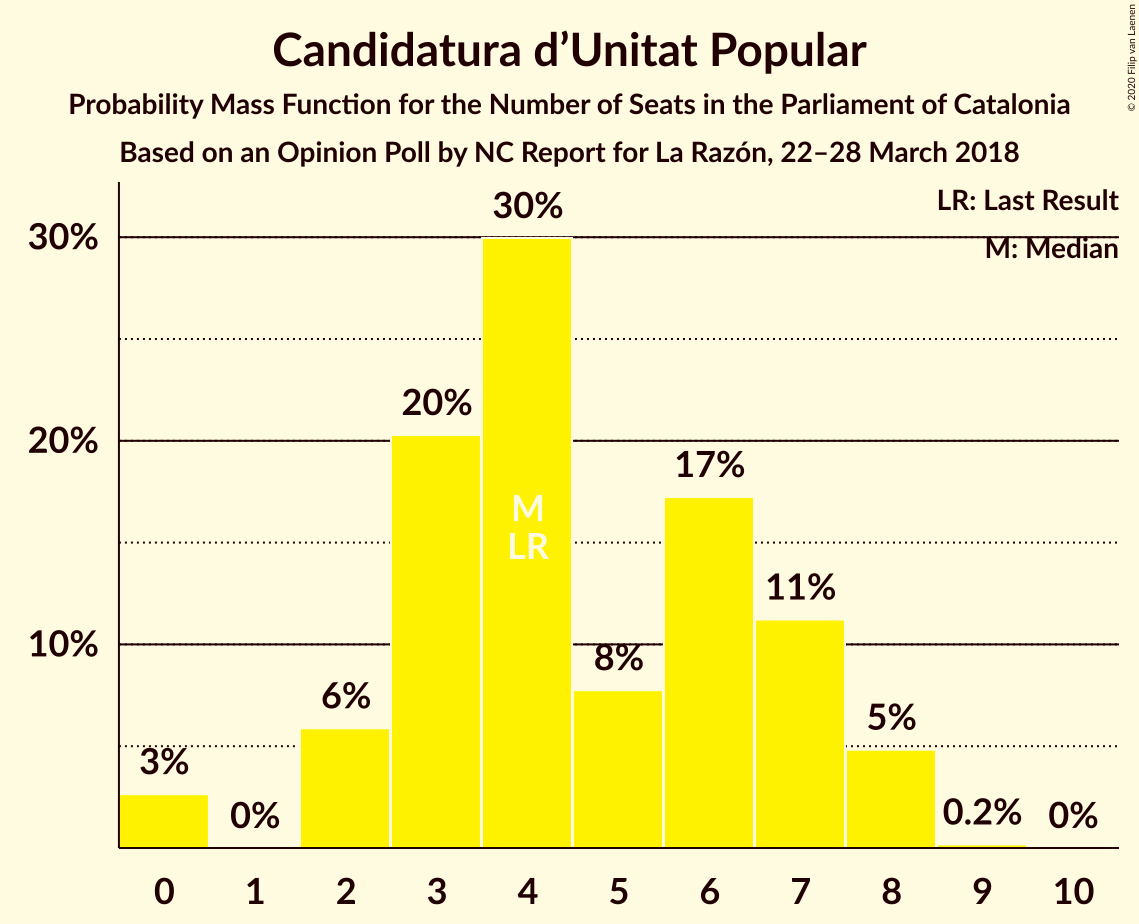 Candidatura d’Unitat Popular
Probability Mass Function for the Number of Seats in the Parliament of Catalonia
Based on an Opinion Poll by NC Report for La Razón, 22–28 March 2018
© 2020 Filip van Laenen
LR: Last Result
M: Median
30%
20%
10%
3%
0%
6%
20%
30%
M
LR
8%
17%
11%
5%
0.2%
0%
0 1 2 3 4 5 6 7 8 9 10